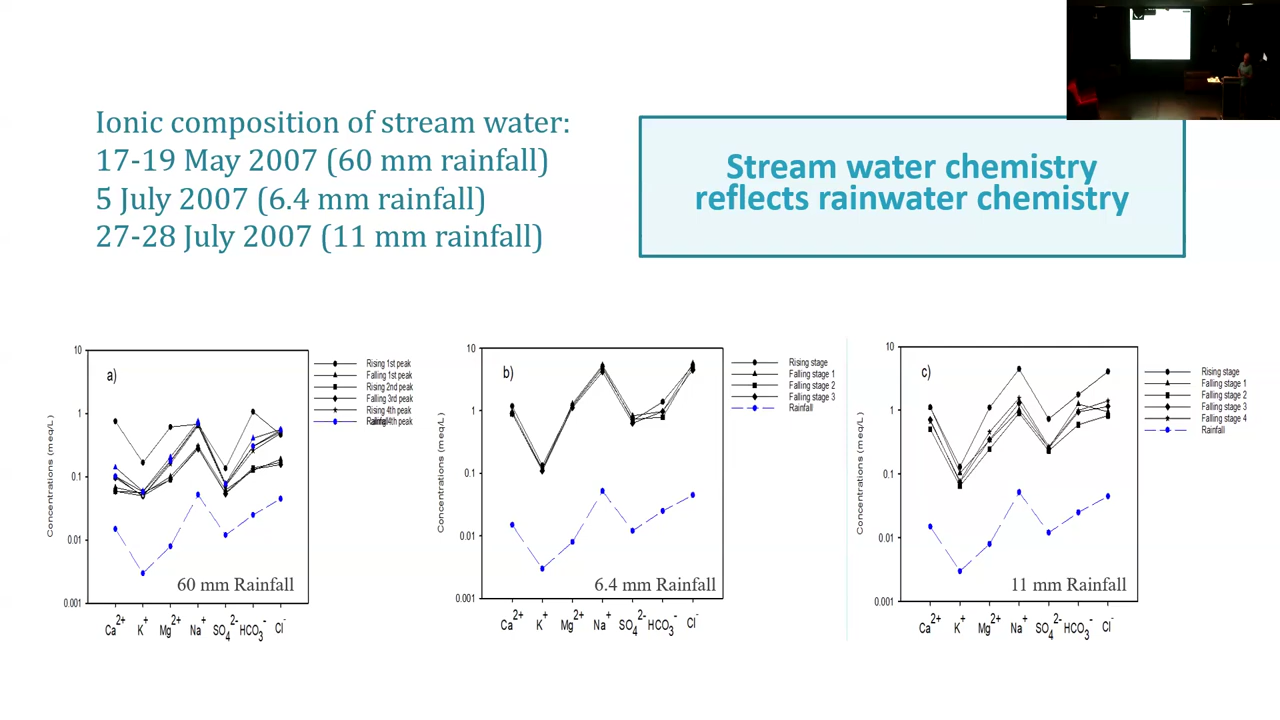 Ionic composition of stream water:
17-19 May 2007 (60 mm rainfall)
5 July 2007 (6.4 mm rainfall)
27-28 July 2007 (11 mm rainfall)
Stream water chemistry
reflects rainwater chemistry
a)
10
1
0.1
0.01
0.001
Concentrations (meq/L)
Ca2+ K+ Mg2+ Na+ SO42- HCO3- Cl-
60 mm Rainfall
Rising 1st peak
Falling 1st peak
Rising 2nd peak
Falling 3rd peak
Rising 4th peak
b)
10
1
0.1
0.01
0.001
Concentrations (meq/L)
Ca2+ K+ Mg2+ Na+ SO42- HCO3- Cl-
6.4 mm Rainfall
Rising stage
Falling stage 1
Falling stage 2
Falling stage 3
Rainfall
c)
10
1
0.1
0.01
0.001
Concentrations (meq/L)
Ca2+ K+ Mg2+ Na+ SO42- HCO3- Cl-
11 mm Rainfall
Rising stage
Falling stage 1
Falling stage 2
Falling stage 3
Falling stage 4
Rainfall